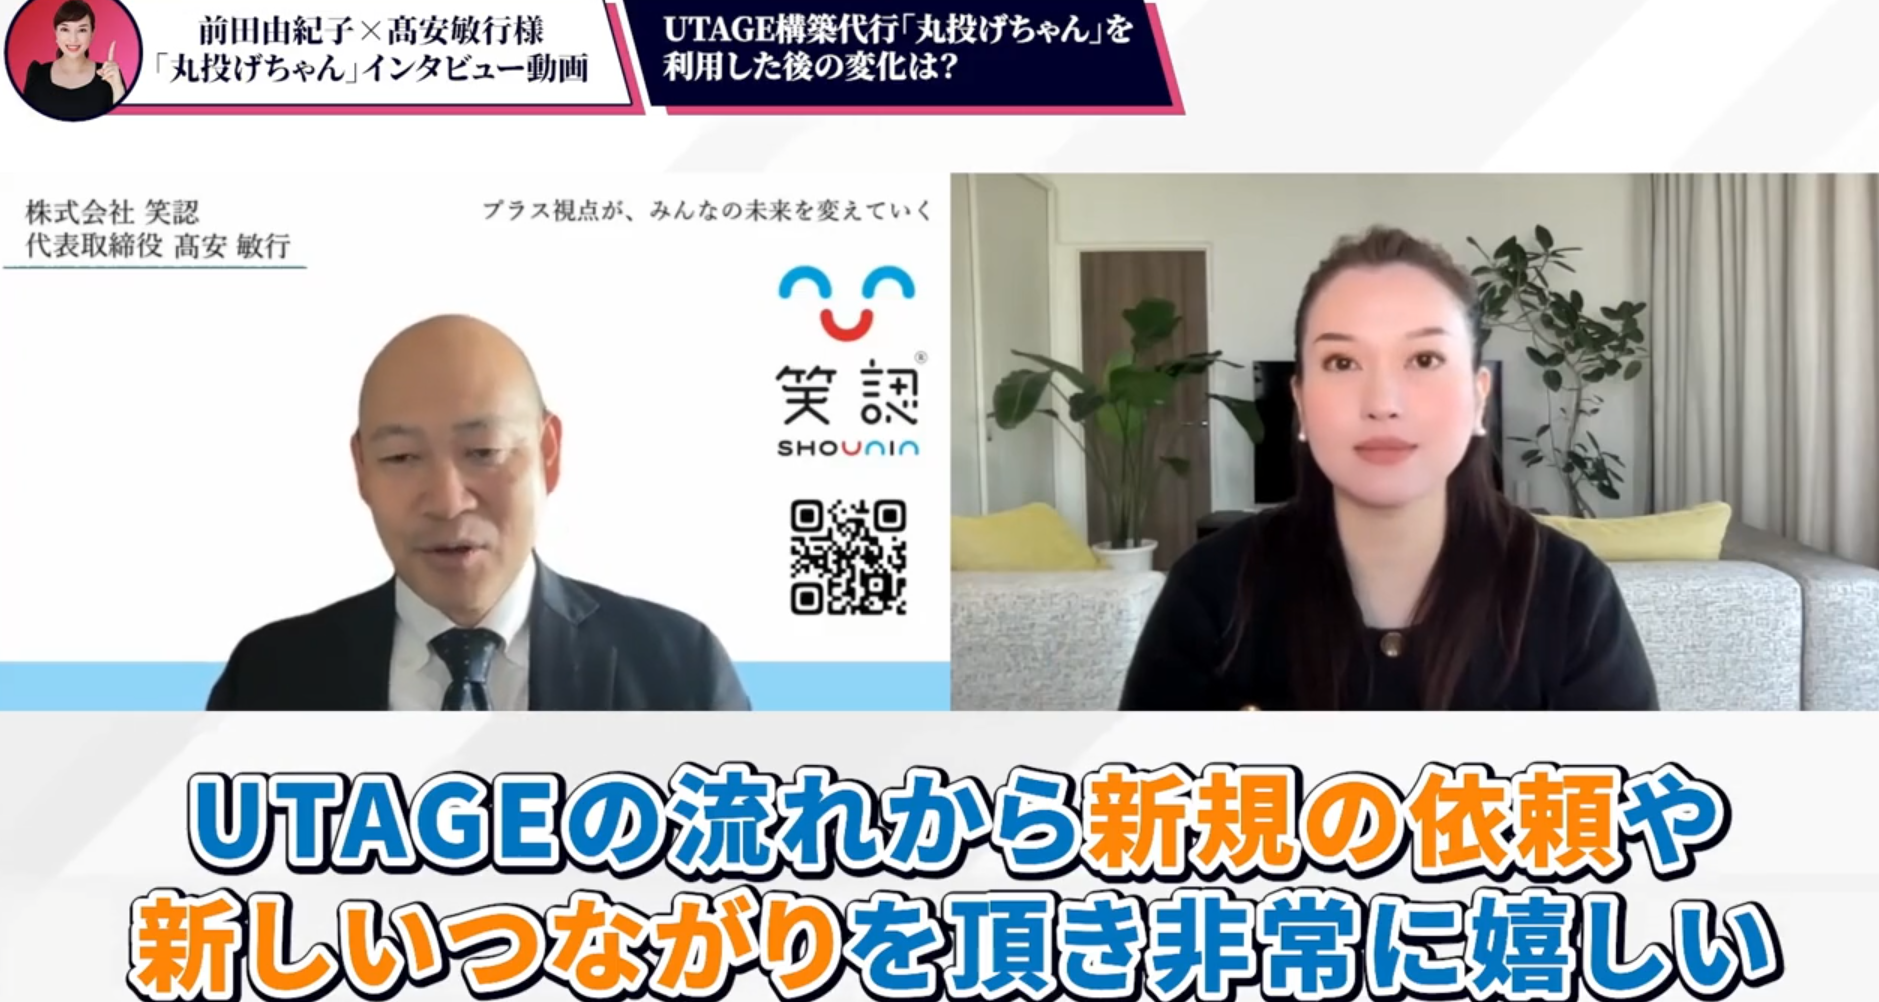 前田由紀子×髙安敏行様
「丸投げちゃん」インタビュー動画
UTAGE構築代行「丸投げちゃん」を
利用した後の変化は？
株式会社 笑認
代表取締役 髙安 敏行
プラス視点が、みんなの未来を変えていく
笑認®
SHOUNIN
UTAGEの流れから新規の依頼や
新しいつながりを頂き非常に嬉しい